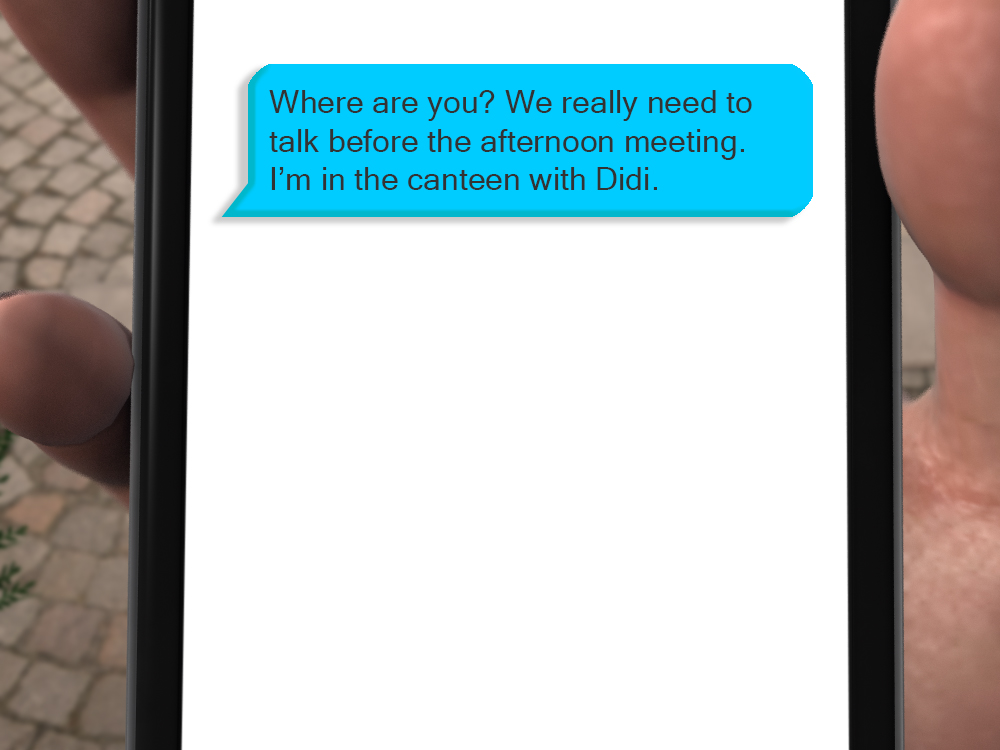 Where are you? We really need to
talk before the afternoon meeting.
I’m in the canteen with Didi.